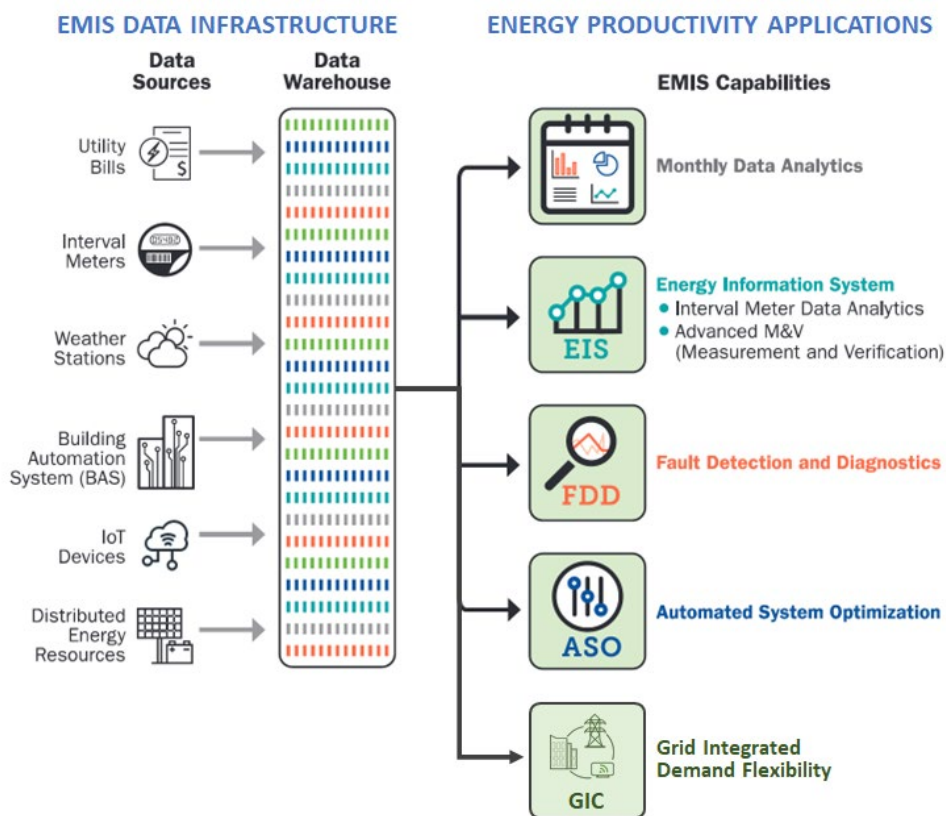 EMIS DATA INFRASTRUCTURE
ENERGY PRODUCTIVITY APPLICATIONS
Data
Sources
Data
Warehouse
EMIS Capabilities
Utility
Bills
$
Interval
Meters
Weather
Stations
Building
Automation
System (BAS)
IoT
Devices
Distributed
Energy
Resources
Monthly Data Analytics
EIS
Energy Information System
• Interval Meter Data Analytics
• Advanced M&V
(Measurement and Verification)
FDD
Fault Detection and Diagnostics
ASO
Automated System Optimization
GIC
Grid Integrated
Demand Flexibility